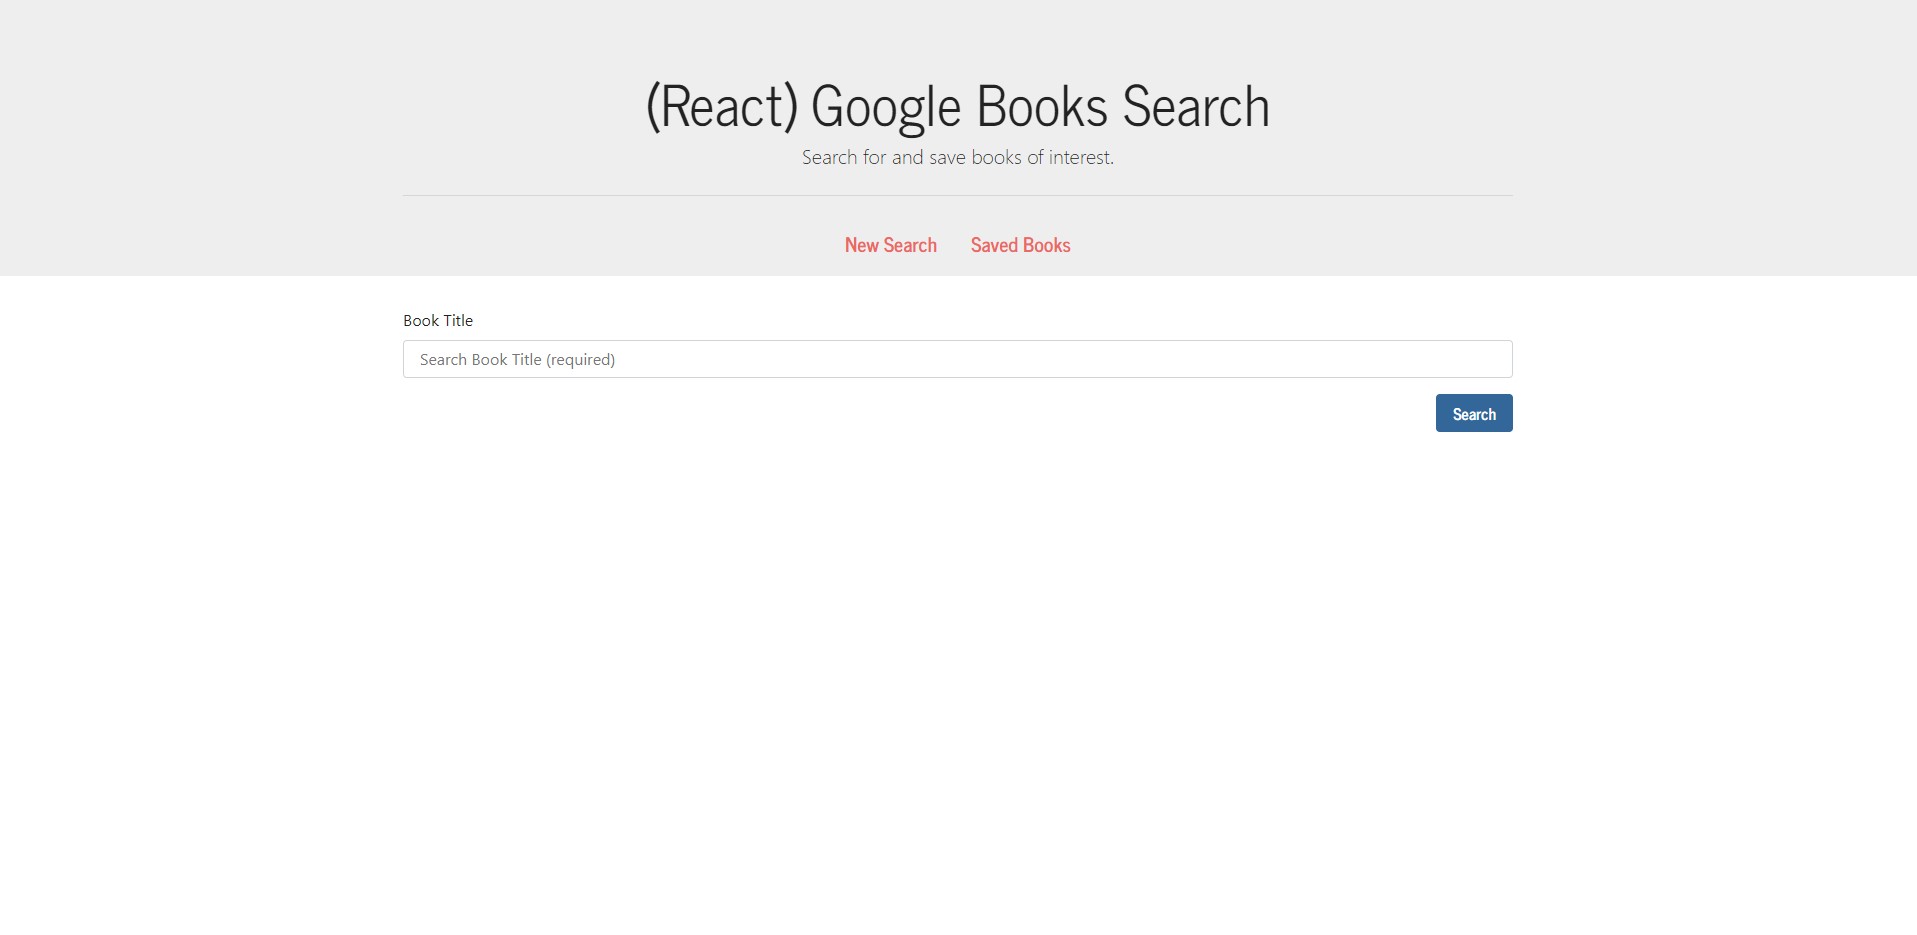 (React) Google Books Search
Search for and save books of interest.
New Search Saved Books
Book Title
Search Book Title (required)
Search